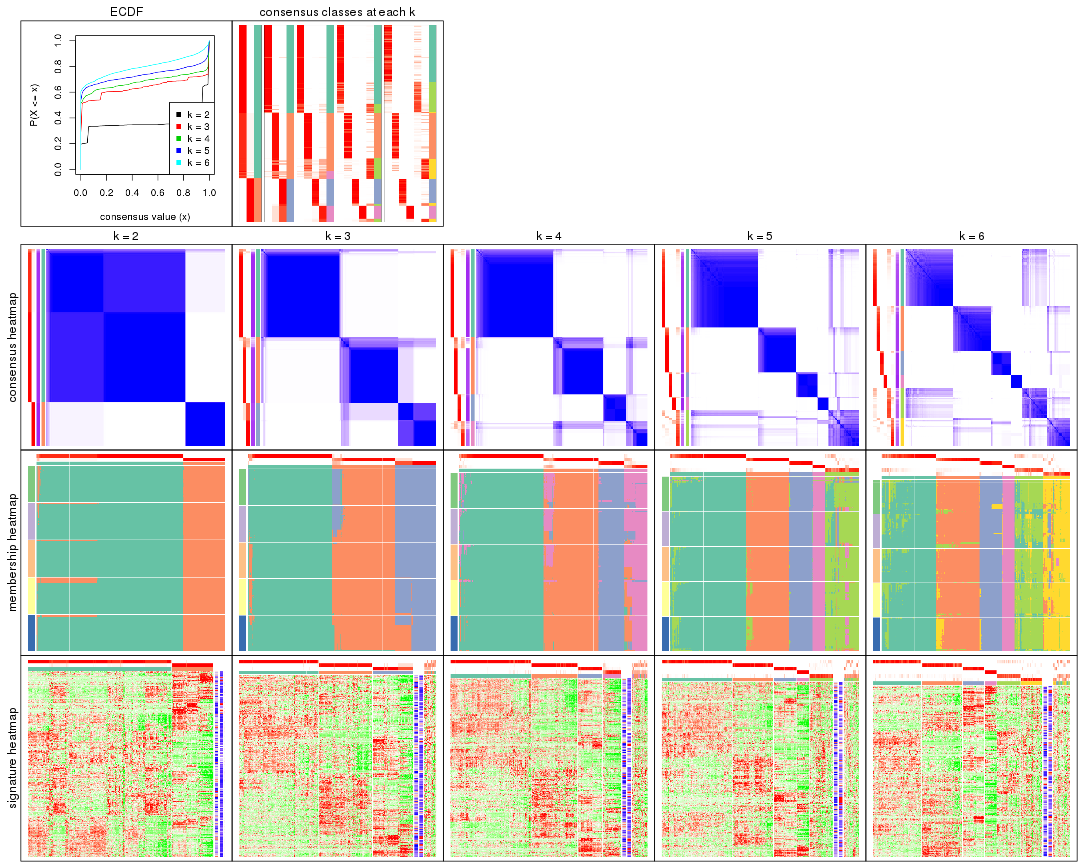 ECDF
consensus classes at each k
P(X <= x)
1.0
0.8
0.6
0.4
0.2
0.0
k = 2
k = 3
k = 4
k = 5
k = 6
0.0 0.2 0.4 0.6 0.8 1.0
consensus value (x)
k = 2
k = 3
k = 4
k = 5
k = 6
consensus heatmap
membership heatmap
signature heatmap